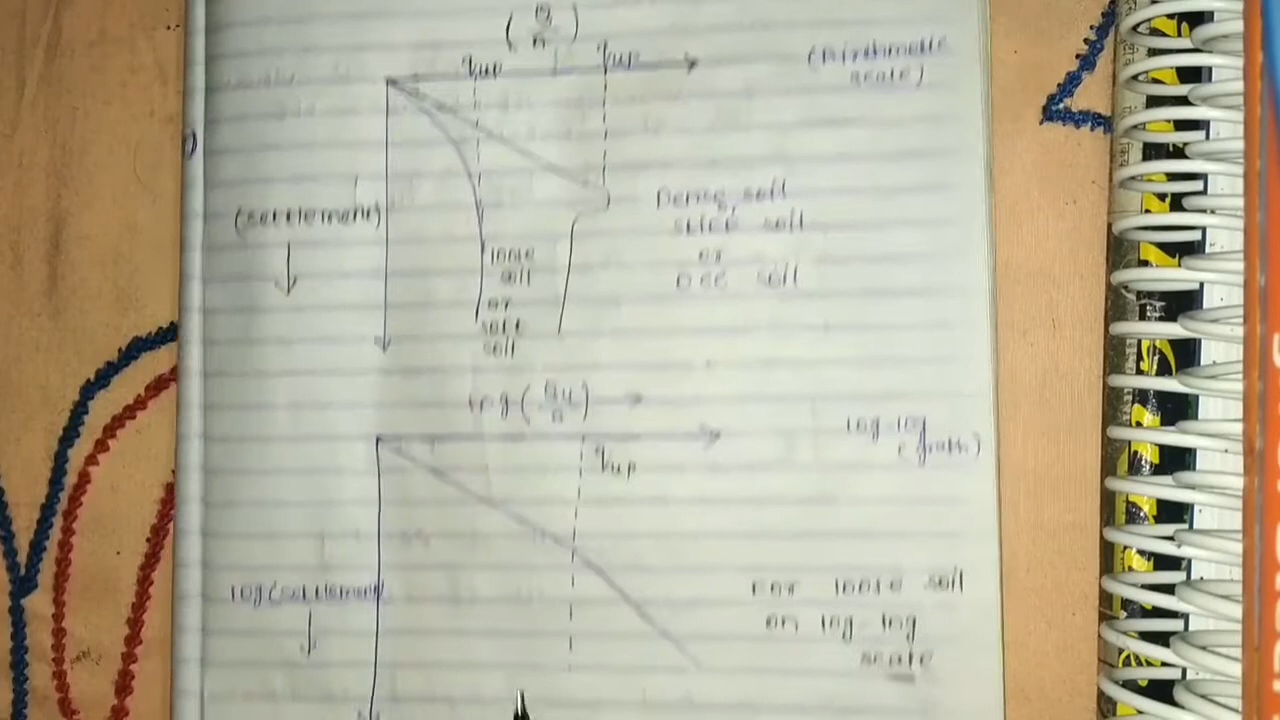 (Q/n)
qup qup
(Arithmetic
scale)
(settlement)
Dense soil
stiff soil
or
OCC soil
loose
soil
or
soft
soil
log (Qu/n)
log-log
(graph)
qup
log(settlement
For loose soil
on log-log
scale